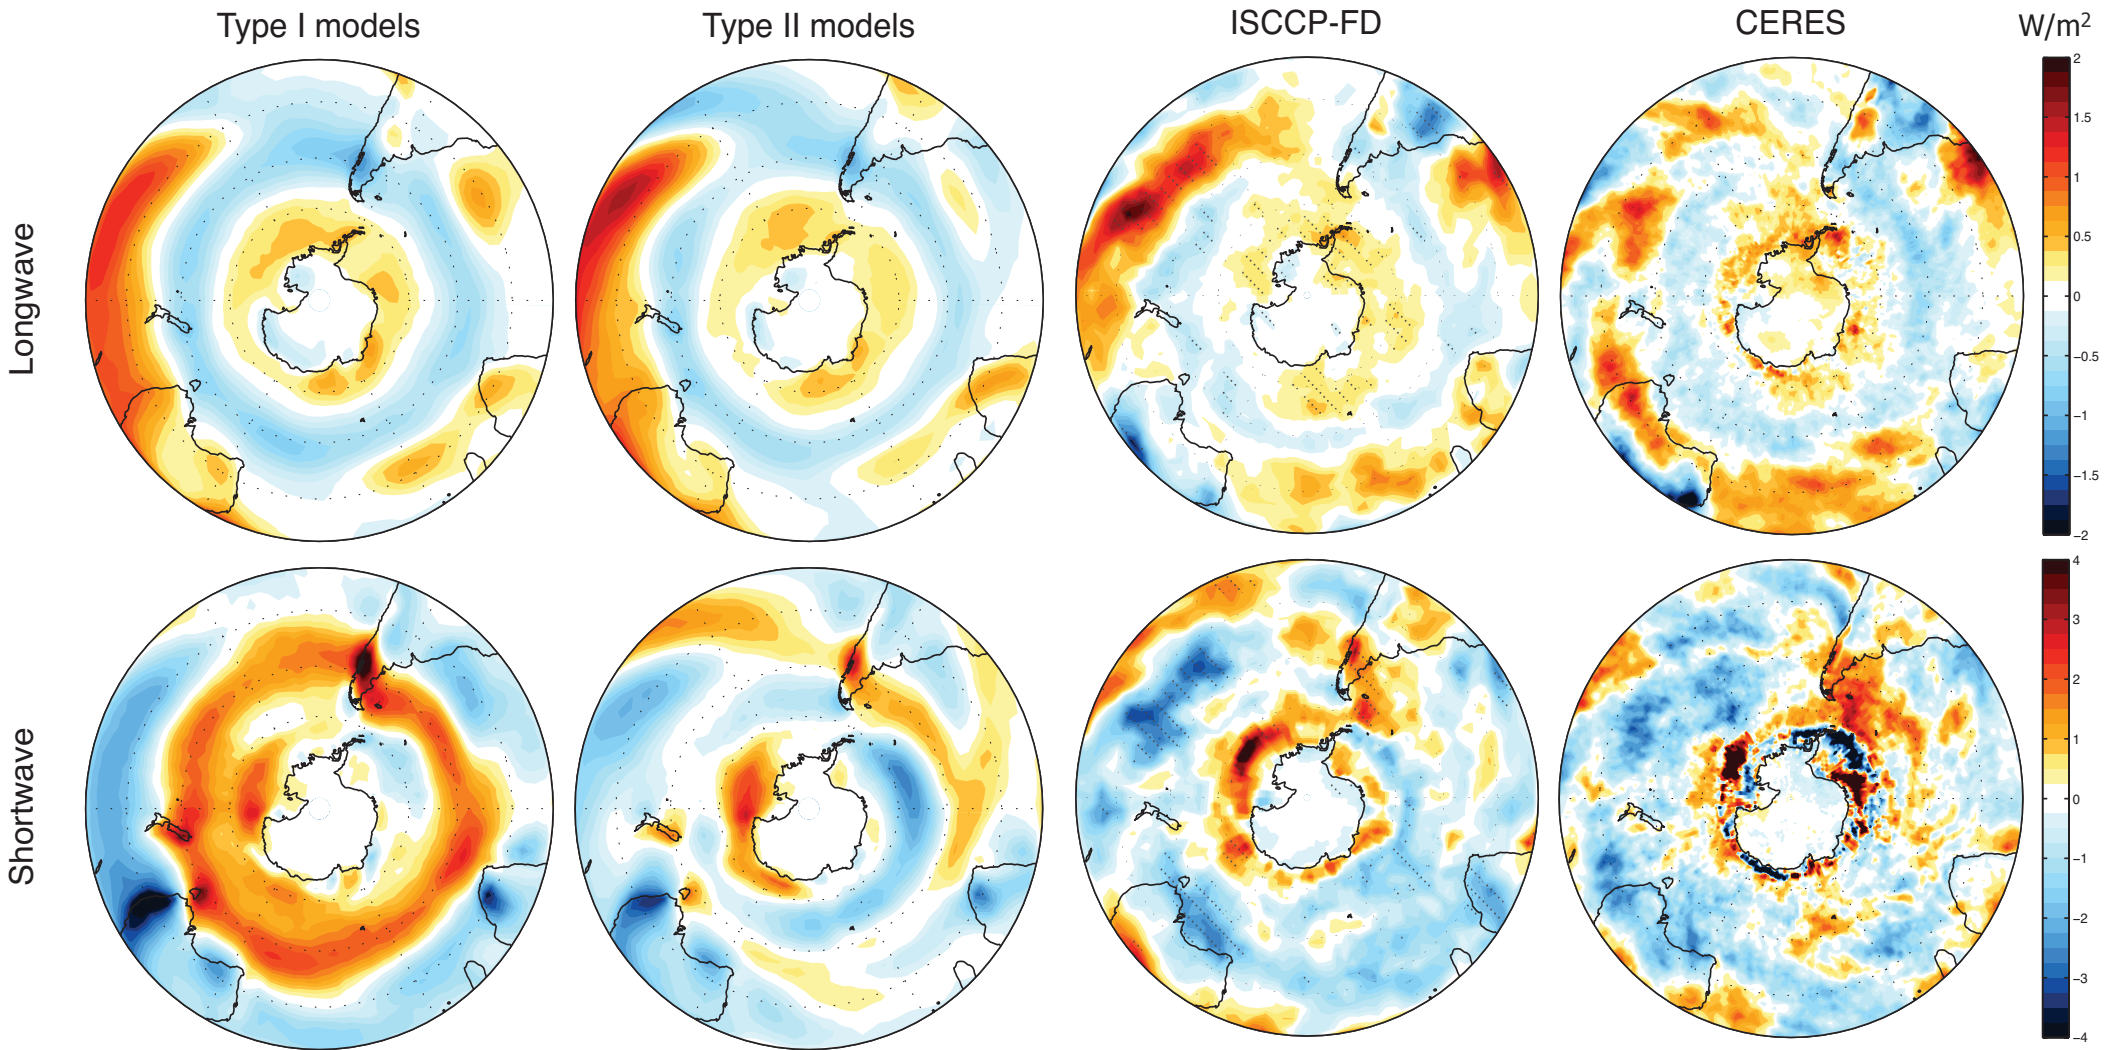 Type I models
Type II models
ISCCP-FD
CERES
W/m²
Longwave
2
1.5
1
0.5
0
−0.5
−1
−1.5
−2
Shortwave
4
3
2
1
0
−1
−2
−3
−4